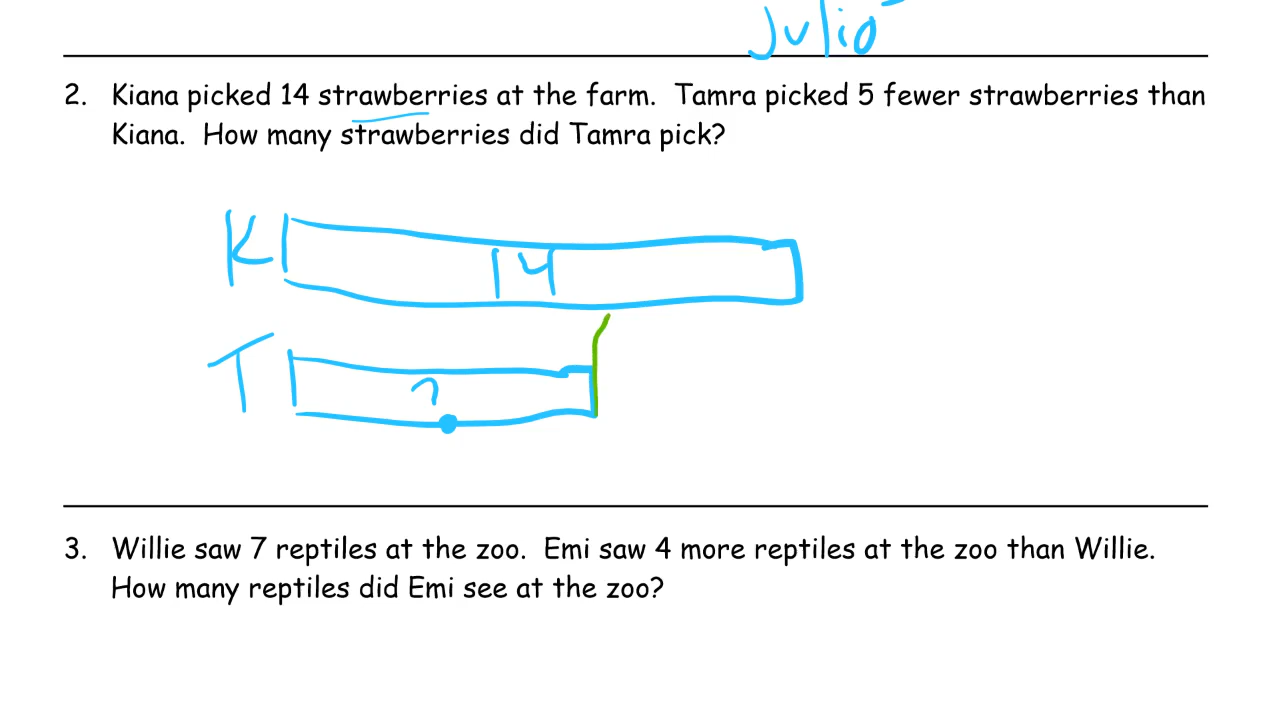 Julio
2. Kiana picked 14 strawberries at the farm. Tamra picked 5 fewer strawberries than
Kiana. How many strawberries did Tamra pick?
K 14
T ?
3. Willie saw 7 reptiles at the zoo. Emi saw 4 more reptiles at the zoo than Willie.
How many reptiles did Emi see at the zoo?